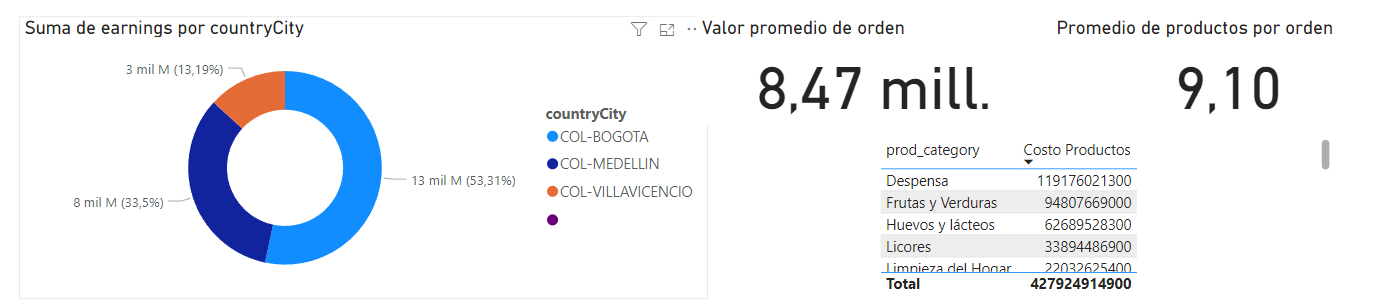 Suma de earnings por countryCity
Valor promedio de orden
Promedio de productos por orden
3 mil M (13,19%)
8 mil M (33,5%)
13 mil M (53,31%)
countryCity
COL-BOGOTA
COL-MEDELLIN
COL-VILLAVICENCIO
8,47 mill.
9,10
prod_category Costo Productos
Despensa 119176021300
Frutas y Verduras 94807669000
Huevos y lácteos 62689528300
Licores 33894486900
Limpieza del Hogar 22032625400
Total 427924914900